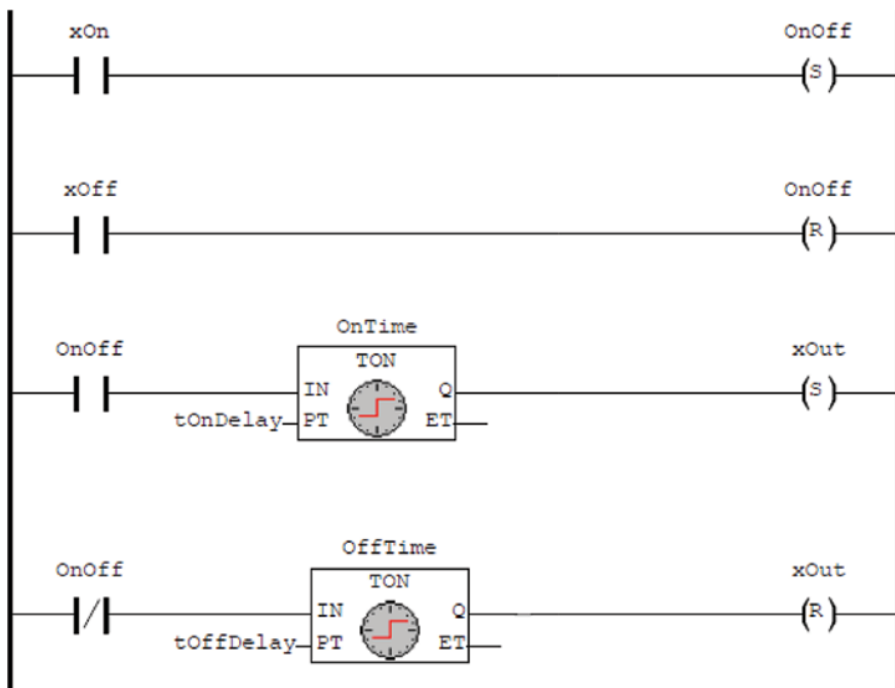 xOn OnOff
S
xOff OnOff
R
OnTime
OnOff TON xOut
IN Q S
tOnDelay PT ET
OffTime
OnOff TON xOut
IN Q R
tOffDelay PT ET